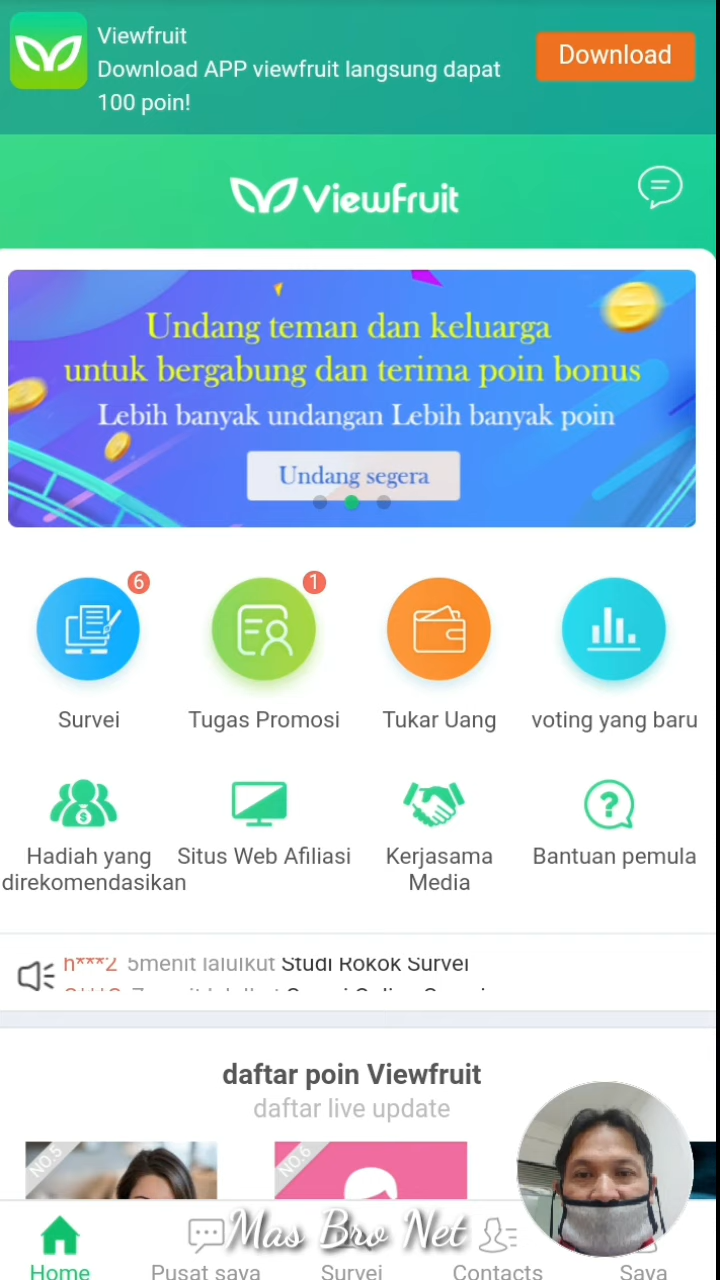 Viewfruit
Download APP viewfruit langsung dapat
100 poin!
Download
Viewfruit
Undang teman dan keluarga
untuk bergabung dan terima poin bonus
Lebih banyak undangan Lebih banyak poin
Undang segera
6
1
Survei
Tugas Promosi
Tukar Uang
voting yang baru
Hadiah yang
direkomendasikan
Situs Web Afiliasi
Kerjasama
Media
Bantuan pemula
h***2 5menit laluIkut Studi Rokok Survei
daftar poin Viewfruit
daftar live update
NO.5
NO.6
Mas Bro Net
Home
Pusat saya
Survei
Contacts
Saya